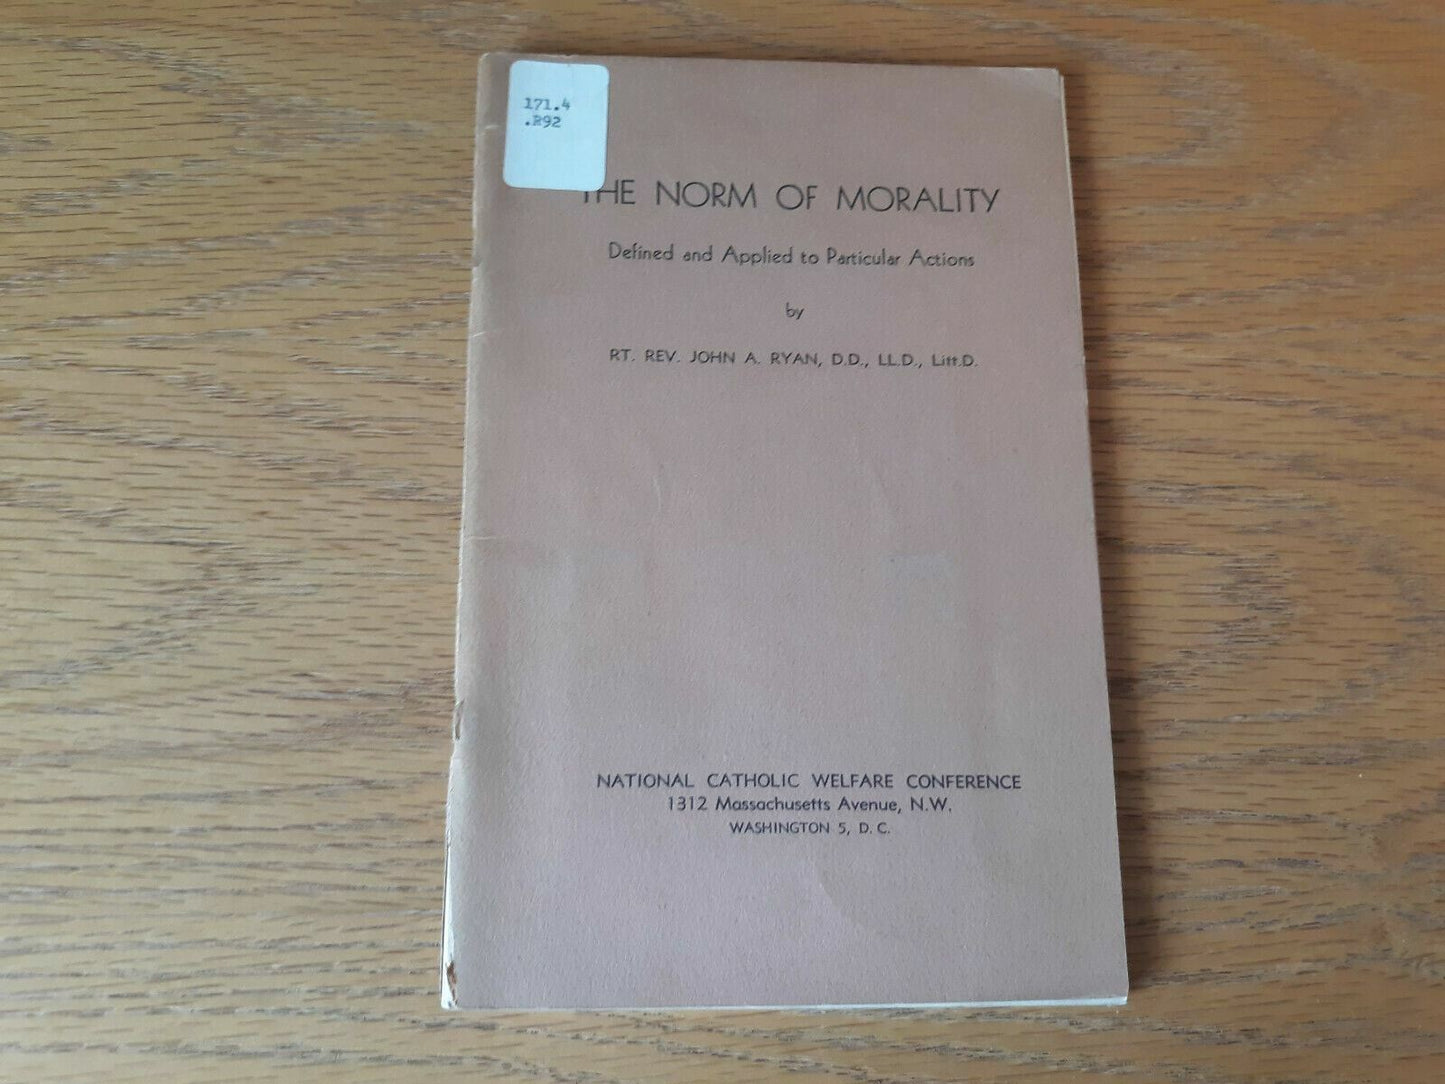 171.4
.R92
THE NORM OF MORALITY
Defined and Applied to Particular Actions
by
RT. REV. JOHN A. RYAN, D.D., LL.D., Litt.D.
NATIONAL CATHOLIC WELFARE CONFERENCE
1312 Massachusetts Avenue, N.W.
WASHINGTON 5, D. C.